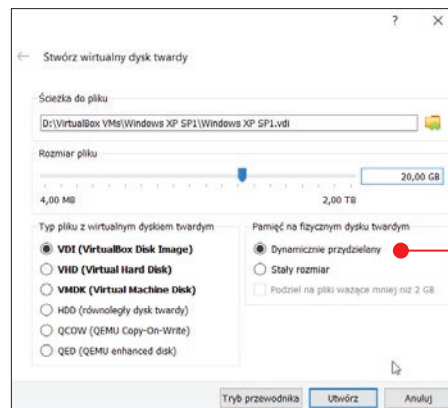 ? ×
← Stwórz wirtualny dysk twardy
Ścieżka do pliku
D:\VirtualBox VMs\Windows XP SP1\Windows XP SP1.vdi
Rozmiar pliku
20,00 GB
4,00 MB 2,00 TB
Typ pliku z wirtualnym dyskiem twardym
VDI (VirtualBox Disk Image)
VHD (Virtual Hard Disk)
VMDK (Virtual Machine Disk)
HDD (równoległy dysk twardy)
QCOW (QEMU Copy-On-Write)
QED (QEMU enhanced disk)
Pamięć na fizycznym dysku twardym
Dynamicznie przydzielany
Stały rozmiar
Podziel na pliki ważące mniej niż 2 GB
Tryb przewodnika Utwórz Anuluj